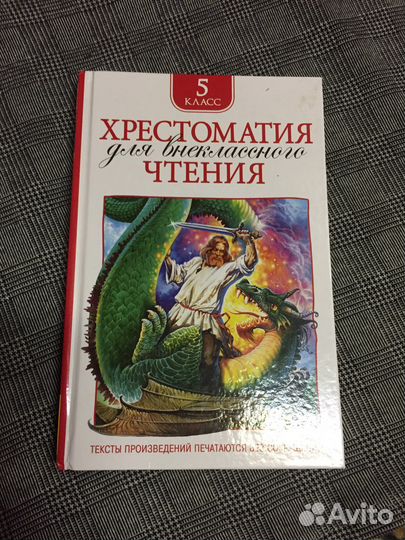 5
КЛАСС
ХРЕСТОМАТИЯ
для внеклассного
ЧТЕНИЯ
ТЕКСТЫ ПРОИЗВЕДЕНИЙ ПЕЧАТАЮТСЯ
Avito